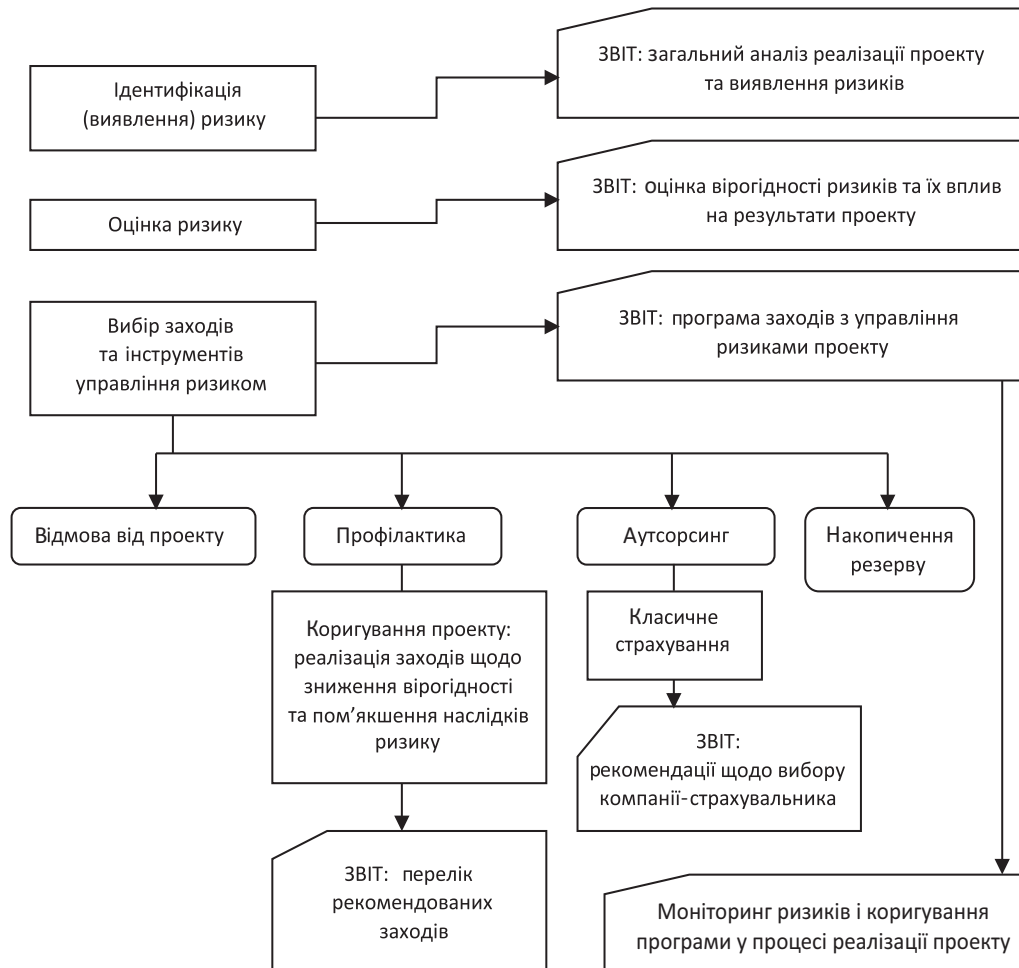 ЗВІТ: загальний аналіз реалізації проекту
та виявлення ризиків
Ідентифікація
(виявлення) ризику
ЗВІТ: оцінка вірогідності ризиків та їх вплив
на результати проекту
Оцінка ризику
ЗВІТ: програма заходів з управління
ризиками проекту
Вибір заходів
та інструментів
управління ризиком
Відмова від проекту
Профілактика
Аутсорсинг
Накопичення
резерву
Коригування проекту:
реалізація заходів щодо
зниження вірогідності
та пом’якшення наслідків
ризику
Класичне
страхування
ЗВІТ:
рекомендації щодо вибору
компанії-страхувальника
ЗВІТ: перелік
рекомендованих
заходів
Моніторинг ризиків і коригування
програми у процесі реалізації проекту